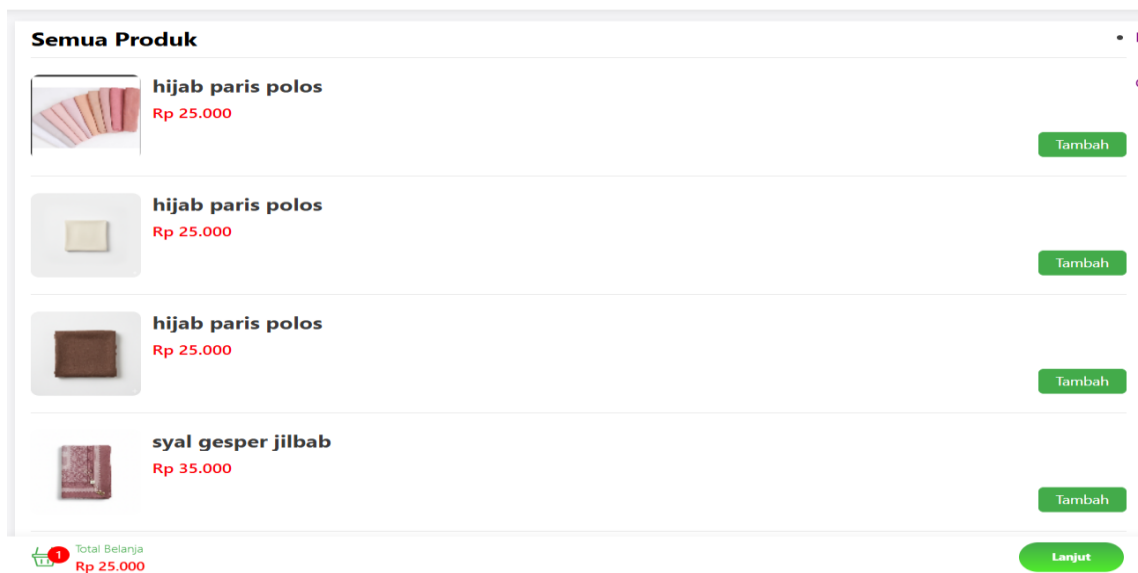 Semua Produk
hijab paris polos
Rp 25.000
Tambah
hijab paris polos
Rp 25.000
Tambah
hijab paris polos
Rp 25.000
Tambah
syal gesper jilbab
Rp 35.000
Tambah
1
Total Belanja
Rp 25.000
Lanjut